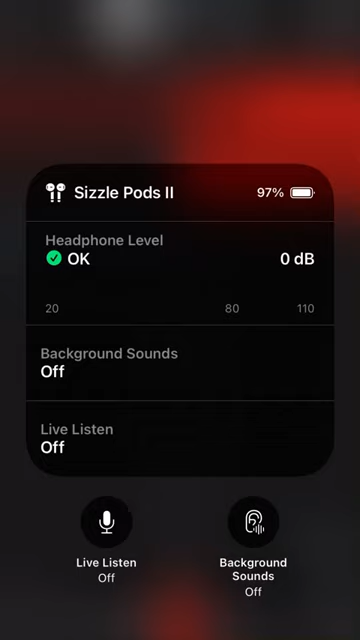 Sizzle Pods II 97%
Headphone Level
OK 0 dB
20 80 110
Background Sounds
Off
Live Listen
Off
Live Listen
Off
Background
Sounds
Off